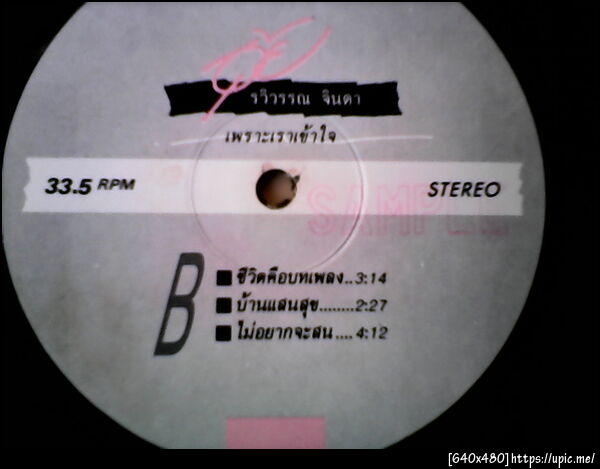 รวิวรรณ จินดา
เพราะเราเข้าใจ
33.5 RPM
STEREO
SAMPLE
B
ชีวิตคือบทเพลง..3:14
บ้านแสนสุข........2:27
ไม่อยากจะสน....4:12
[640x480]https://upic.me/